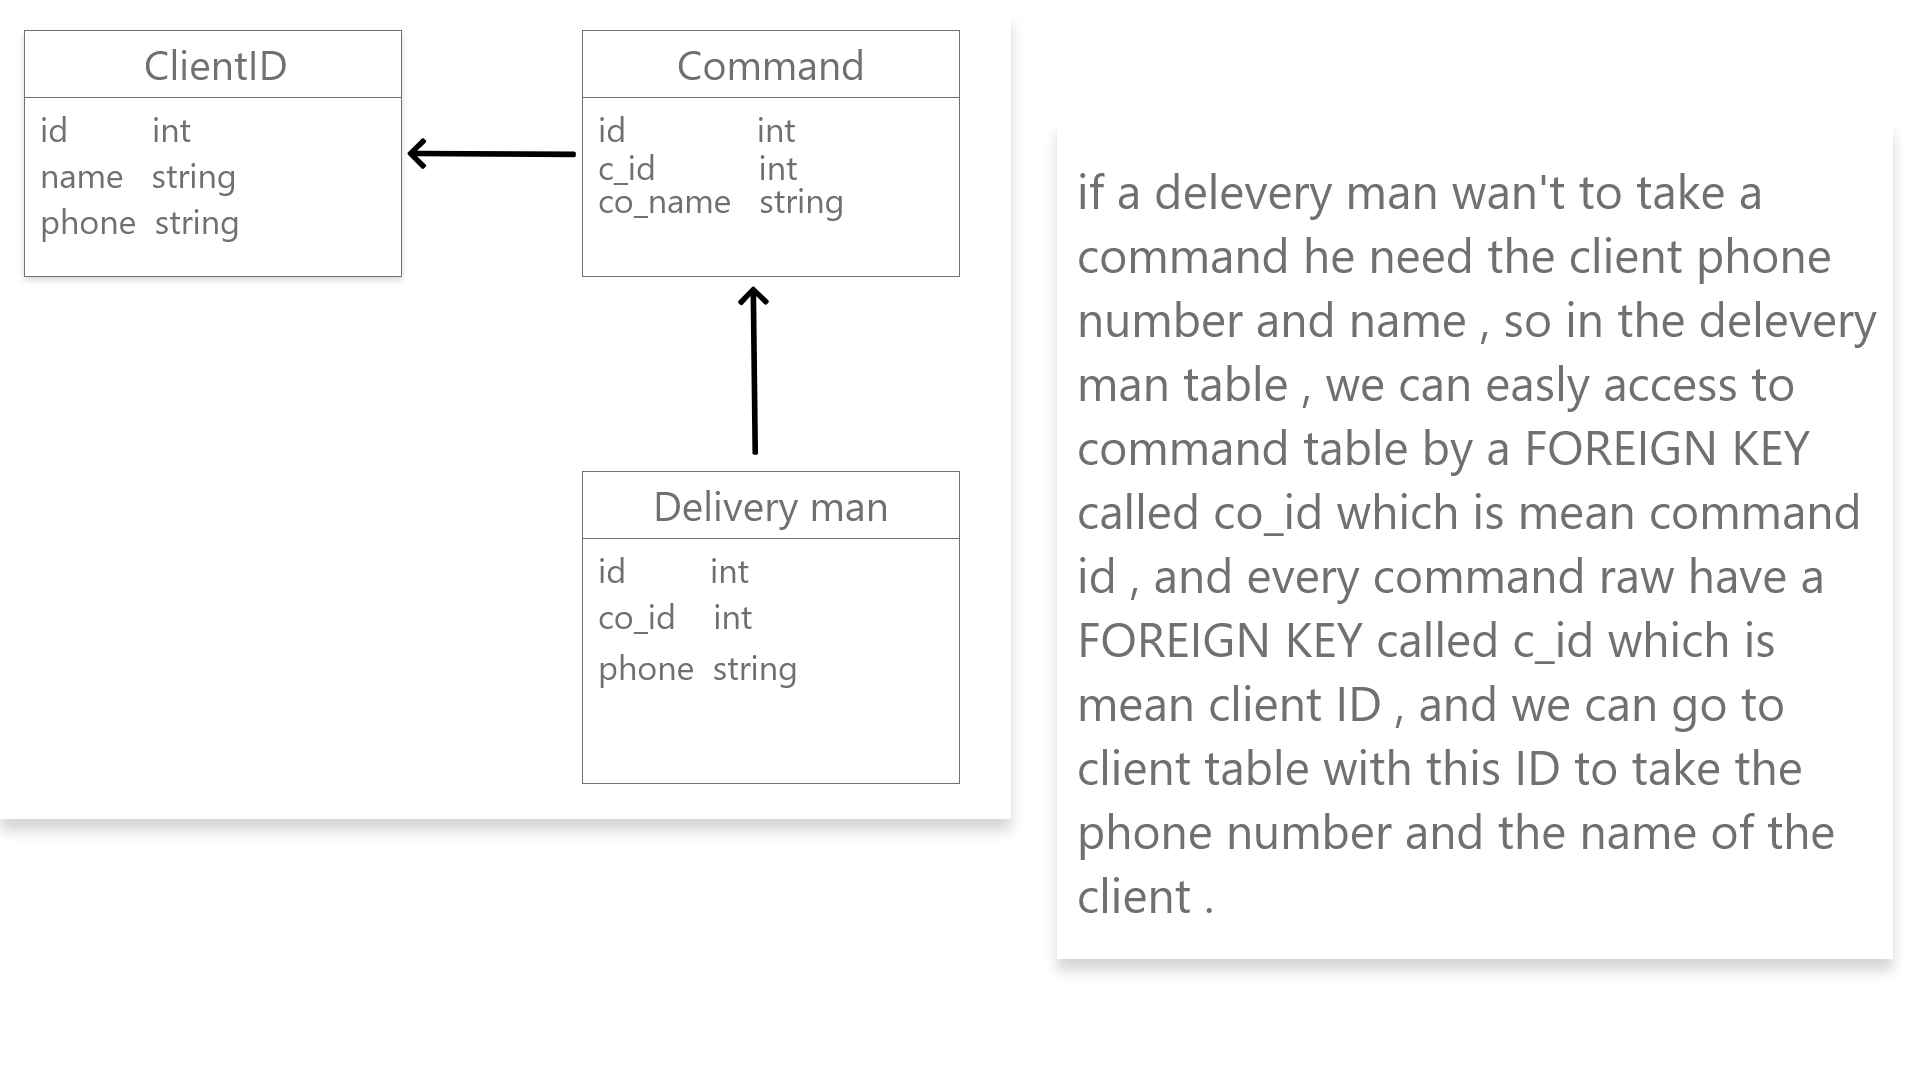 ClientID
id int
name string
phone string
Command
id int
c_id int
co_name string
Delivery man
id int
co_id int
phone string
if a delevery man wan't to take a
command he need the client phone
number and name , so in the delevery
man table , we can easly access to
command table by a FOREIGN KEY
called co_id which is mean command
id , and every command raw have a
FOREIGN KEY called c_id which is
mean client ID , and we can go to
client table with this ID to take the
phone number and the name of the
client .